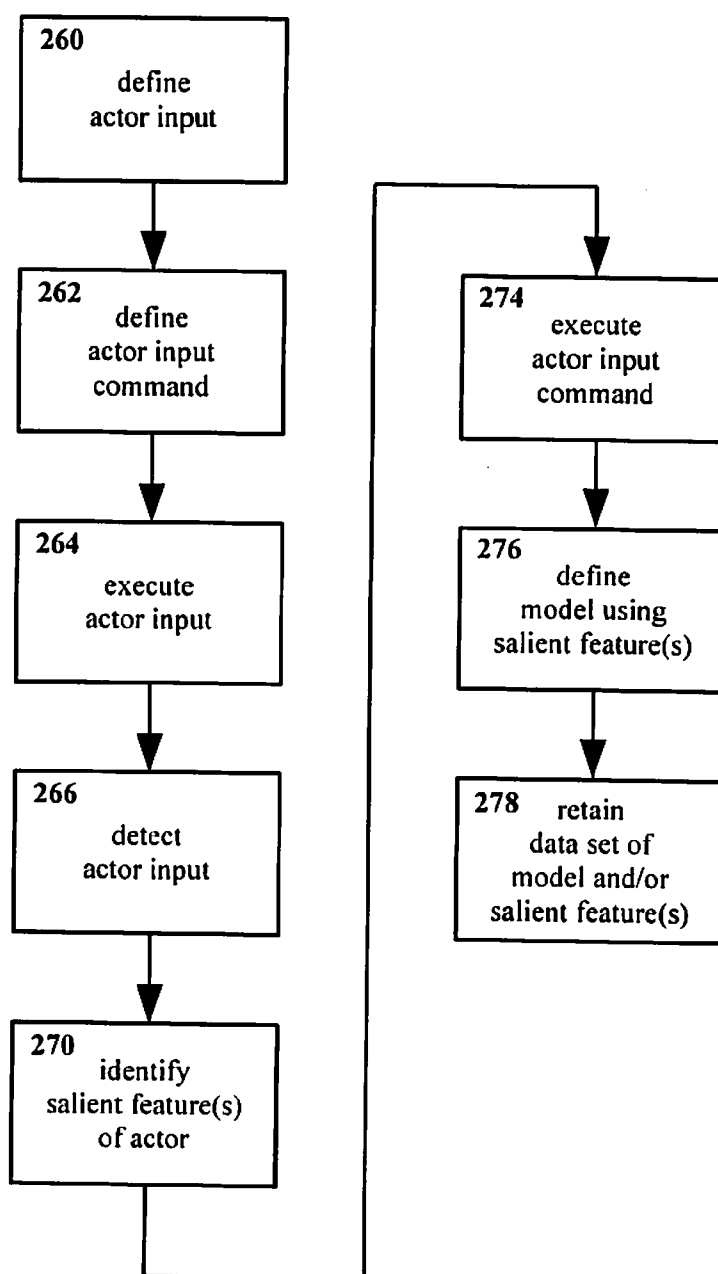 260
define
actor input
262
define
actor input
command
264
execute
actor input
266
detect
actor input
270
identify
salient feature(s)
of actor
274
execute
actor input
command
276
define
model using
salient feature(s)
278 retain
data set of
model and/or
salient feature(s)